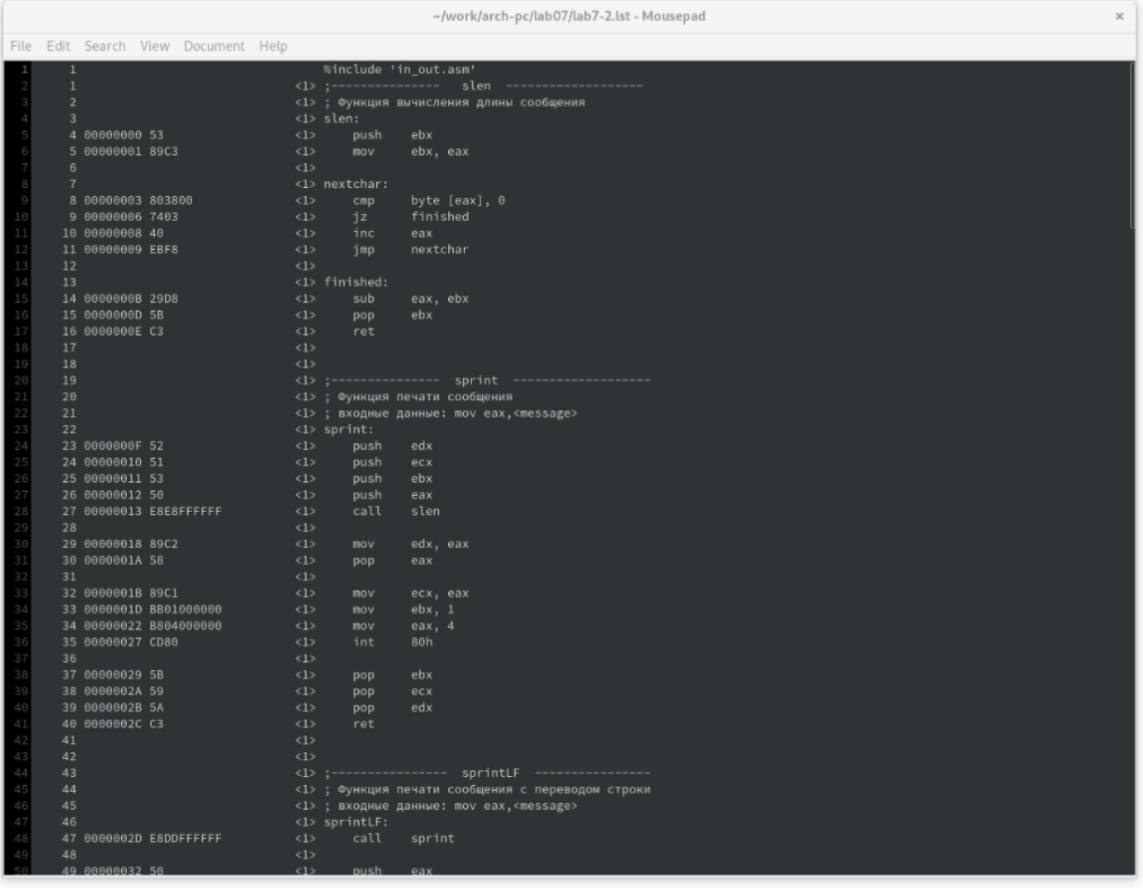 ~/work/arch-pc/lab07/lab7-2.lst - Mousepad ×
File Edit Search View Document Help
1 1 %include 'in_out.asm'
2 1 <1> ;--------------- slen -------------------
3 2 <1> ; Функция вычисления длины сообщения
4 3 <1> slen:
5 4 00000000 53 <1> push ebx
6 5 00000001 89C3 <1> mov ebx, eax
7 6 <1>
8 7 <1> nextchar:
9 8 00000003 803800 <1> cmp byte [eax], 0
10 9 00000006 7403 <1> jz finished
11 10 00000008 40 <1> inc eax
12 11 00000009 EBF8 <1> jmp nextchar
13 12 <1>
14 13 <1> finished:
15 14 0000000B 29D8 <1> sub eax, ebx
16 15 0000000D 5B <1> pop ebx
17 16 0000000E C3 <1> ret
18 17 <1>
19 18 <1>
20 19 <1> ;--------------- sprint -------------------
21 20 <1> ; Функция печати сообщения
22 21 <1> ; входные данные: mov eax,<message>
23 22 <1> sprint:
24 23 0000000F 52 <1> push edx
25 24 00000010 51 <1> push ecx
26 25 00000011 53 <1> push ebx
27 26 00000012 50 <1> push eax
28 27 00000013 E8E8FFFFFF <1> call slen
29 28 <1>
30 29 00000018 89C2 <1> mov edx, eax
31 30 0000001A 58 <1> pop eax
32 31 <1>
33 32 0000001B 89C1 <1> mov ecx, eax
34 33 0000001D BB01000000 <1> mov ebx, 1
35 34 00000022 B804000000 <1> mov eax, 4
36 35 00000027 CD80 <1> int 80h
37 36 <1>
38 37 00000029 5B <1> pop ebx
39 38 0000002A 59 <1> pop ecx
40 39 0000002B 5A <1> pop edx
41 40 0000002C C3 <1> ret
42 41 <1>
43 42 <1>
44 43 <1> ;---------------- sprintLF ----------------
45 44 <1> ; Функция печати сообщения с переводом строки
46 45 <1> ; входные данные: mov eax,<message>
47 46 <1> sprintLF:
48 47 0000002D E8DDFFFFFF <1> call sprint
49 48 <1>
50 49 00000032 50 <1> push eax